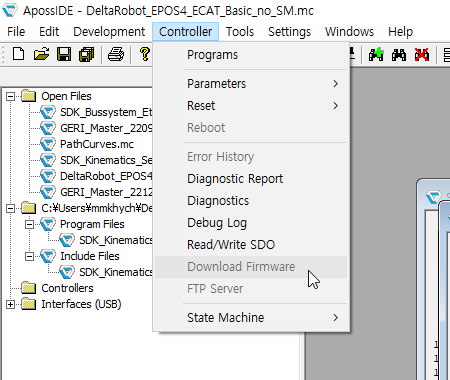 ApossIDE - DeltaRobot_EPOS4_ECAT_Basic_no_SM.mc
File Edit Development Controller Tools Settings Windows Help
Programs
Parameters
Reset
Reboot
Error History
Diagnostic Report
Diagnostics
Debug Log
Read/Write SDO
Download Firmware
FTP Server
State Machine
Open Files
SDK_Bussystem_Et
GERI_Master_2209
PathCurves.mc
SDK_Kinematics_Se
DeltaRobot_EPOS4
GERI_Master_2212
C:₩Users₩mmkhych₩De
Program Files
SDK_Kinematics
Include Files
SDK_Kinematics_
Controllers
Interfaces (USB)